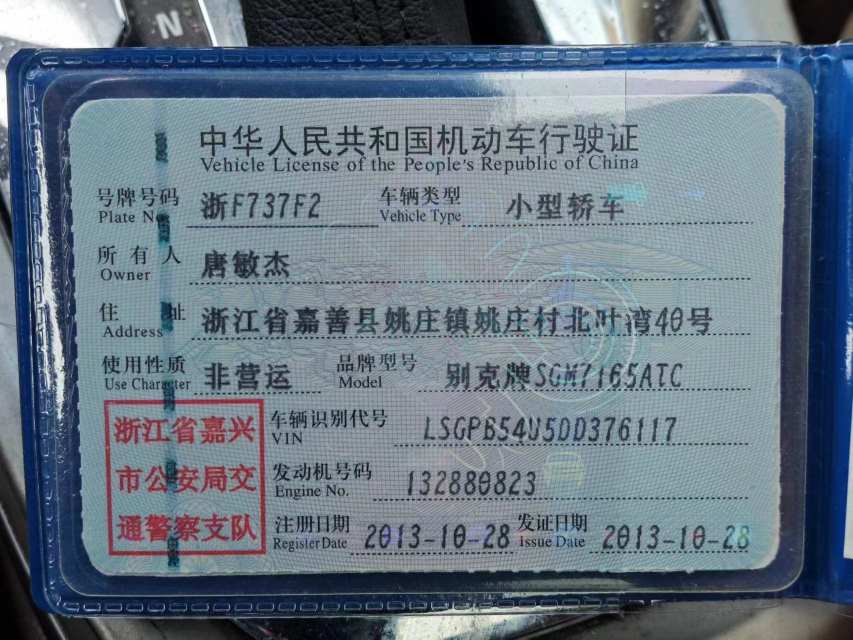 N
中华人民共和国机动车行驶证
Vehicle License of the People's Republic of China
号牌号码 浙F737F2 车辆类型 小型轿车
Plate No. Vehicle Type
所有人 唐敏杰
Owner
住址 浙江省嘉善县姚庄镇姚庄村北叶湾40号
Address
使用性质 非营运 品牌型号 别克牌SGM7165ATC
Use Character Model
浙江省嘉兴 车辆识别代号 LSGPB54U5DD376117
VIN
市公安局交 发动机号码 132880823
Engine No.
通警察支队 注册日期 2013-10-28 发证日期 2013-10-28
Register Date Issue Date